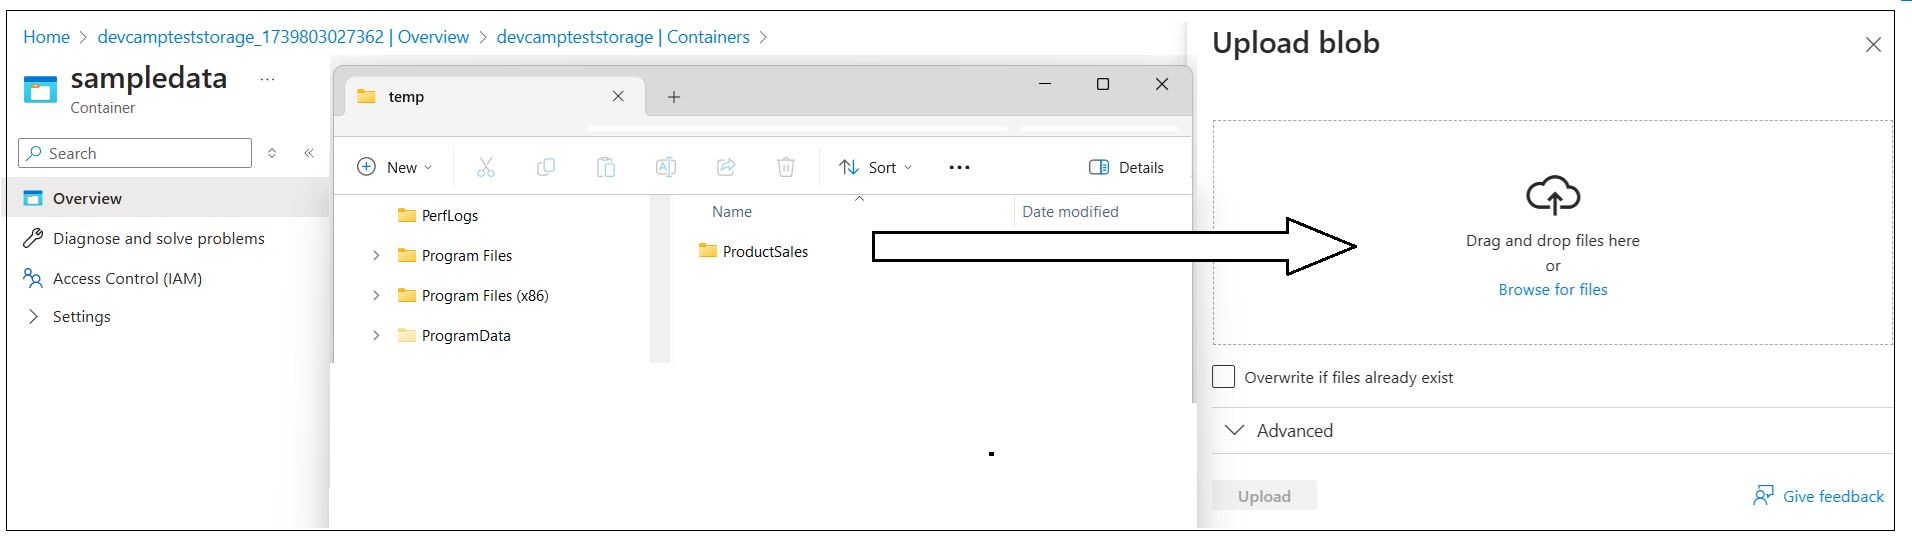 Home > devcampteststorage_1739803027362 | Overview > devcampteststorage | Containers >
sampledata ...
Container
Search
Overview
Diagnose and solve problems
Access Control (IAM)
Settings
temp
New
Sort
Details
PerfLogs
Program Files
Program Files (x86)
ProgramData
Name
Date modified
ProductSales
Upload blob
Drag and drop files here
or
Browse for files
Overwrite if files already exist
Advanced
Upload
Give feedback